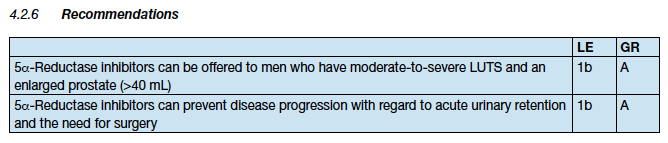 4.2.6 Recommendations
LE GR
5α-Reductase inhibitors can be offered to men who have moderate-to-severe LUTS and an 1b A
enlarged prostate (>40 mL)
5α-Reductase inhibitors can prevent disease progression with regard to acute urinary retention 1b A
and the need for surgery